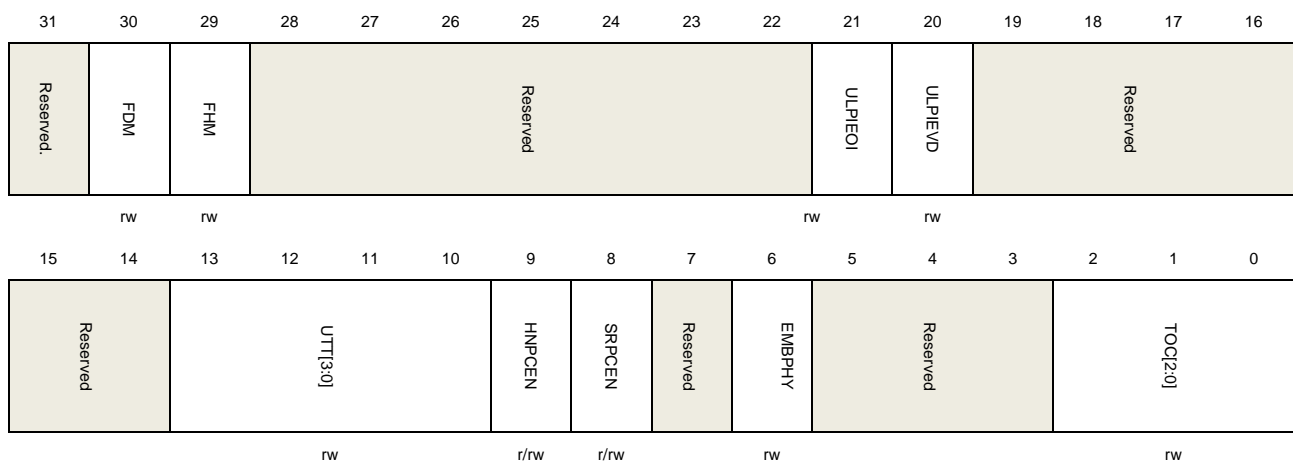 31 30 29 28 27 26 25 24 23 22 21 20 19 18 17 16
Reserved. FDM FHM Reserved ULPIEOI ULPIEVD Reserved
rw rw rw rw
15 14 13 12 11 10 9 8 7 6 5 4 3 2 1 0
Reserved UTT[3:0] HNPCEN SRPCEN Reserved EMBPHY Reserved TOC[2:0]
rw r/rw r/rw rw rw